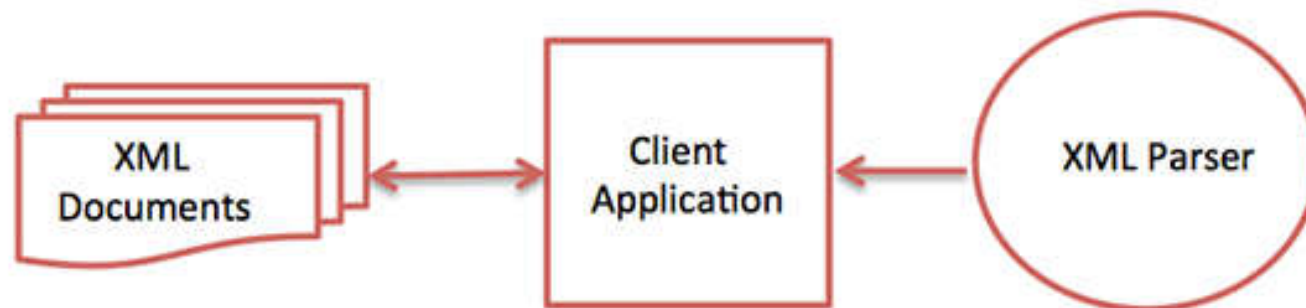 XML
Documents
Client
Application
XML Parser